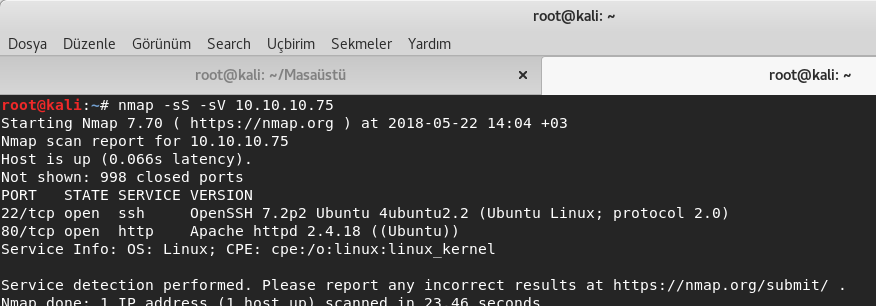 root@kali: ~
Dosya Düzenle Görünüm Search Uçbirim Sekmeler Yardım
root@kali: ~/Masaüstü × root@kali: ~
root@kali:~# nmap -sS -sV 10.10.10.75
Starting Nmap 7.70 ( https://nmap.org ) at 2018-05-22 14:04 +03
Nmap scan report for 10.10.10.75
Host is up (0.066s latency).
Not shown: 998 closed ports
PORT   STATE SERVICE VERSION
22/tcp open  ssh     OpenSSH 7.2p2 Ubuntu 4ubuntu2.2 (Ubuntu Linux; protocol 2.0)
80/tcp open  http    Apache httpd 2.4.18 ((Ubuntu))
Service Info: OS: Linux; CPE: cpe:/o:linux:linux_kernel
Service detection performed. Please report any incorrect results at https://nmap.org/submit/ .
Nmap done: 1 IP address (1 host up) scanned in 23.46 seconds